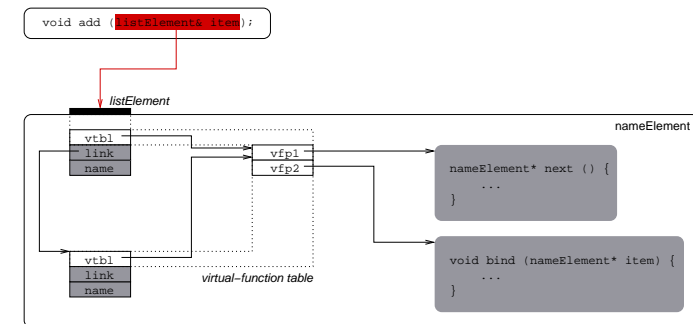 void add (listElement& item);
listElement
nameElement
vtbl
link
name
vfp1
vfp2
nameElement* next () {
...
}
vtbl
link
name
virtual-function table
void bind (nameElement* item) {
...
}